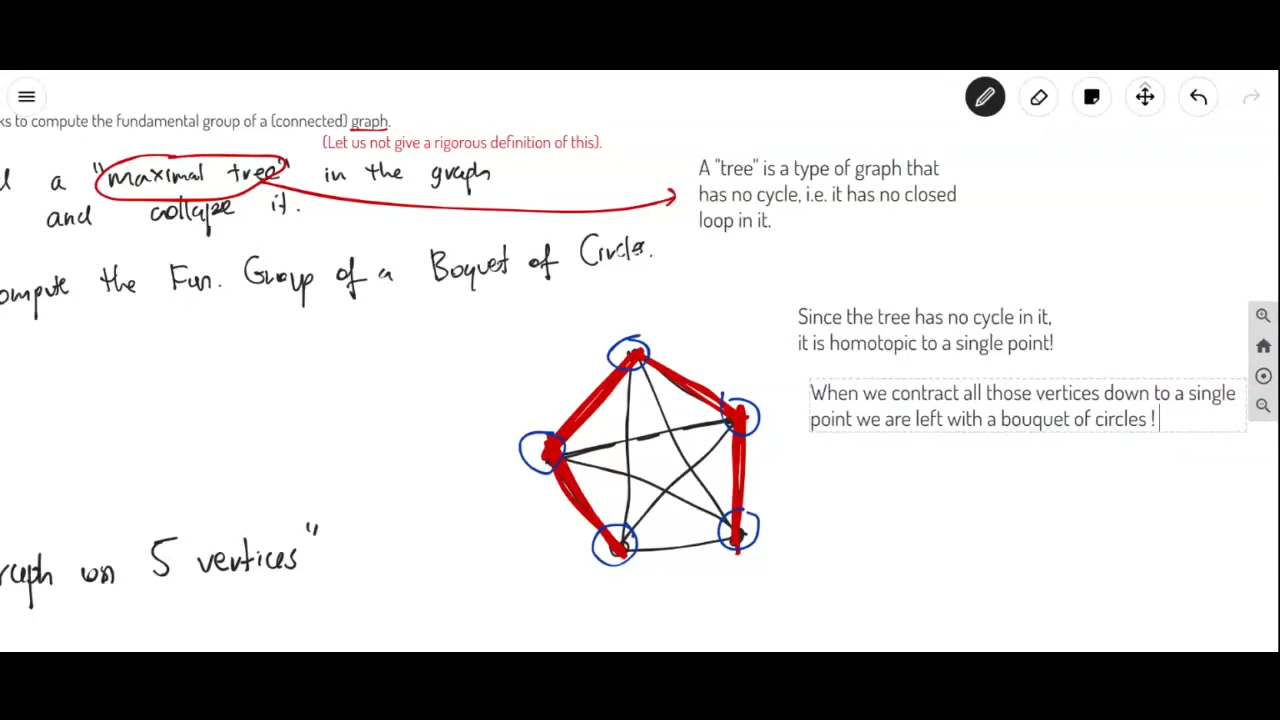 ks to compute the fundamental group of a (connected) graph.
(Let us not give a rigorous definition of this).
a "maximal tree" in the graph
and collapse it.
A "tree" is a type of graph that
has no cycle, i.e. it has no closed
loop in it.
ompute the Fun. Group of a Boquet of Circles.
Since the tree has no cycle in it,
it is homotopic to a single point!
When we contract all those vertices down to a single
point we are left with a bouquet of circles !
raph on 5 vertices"